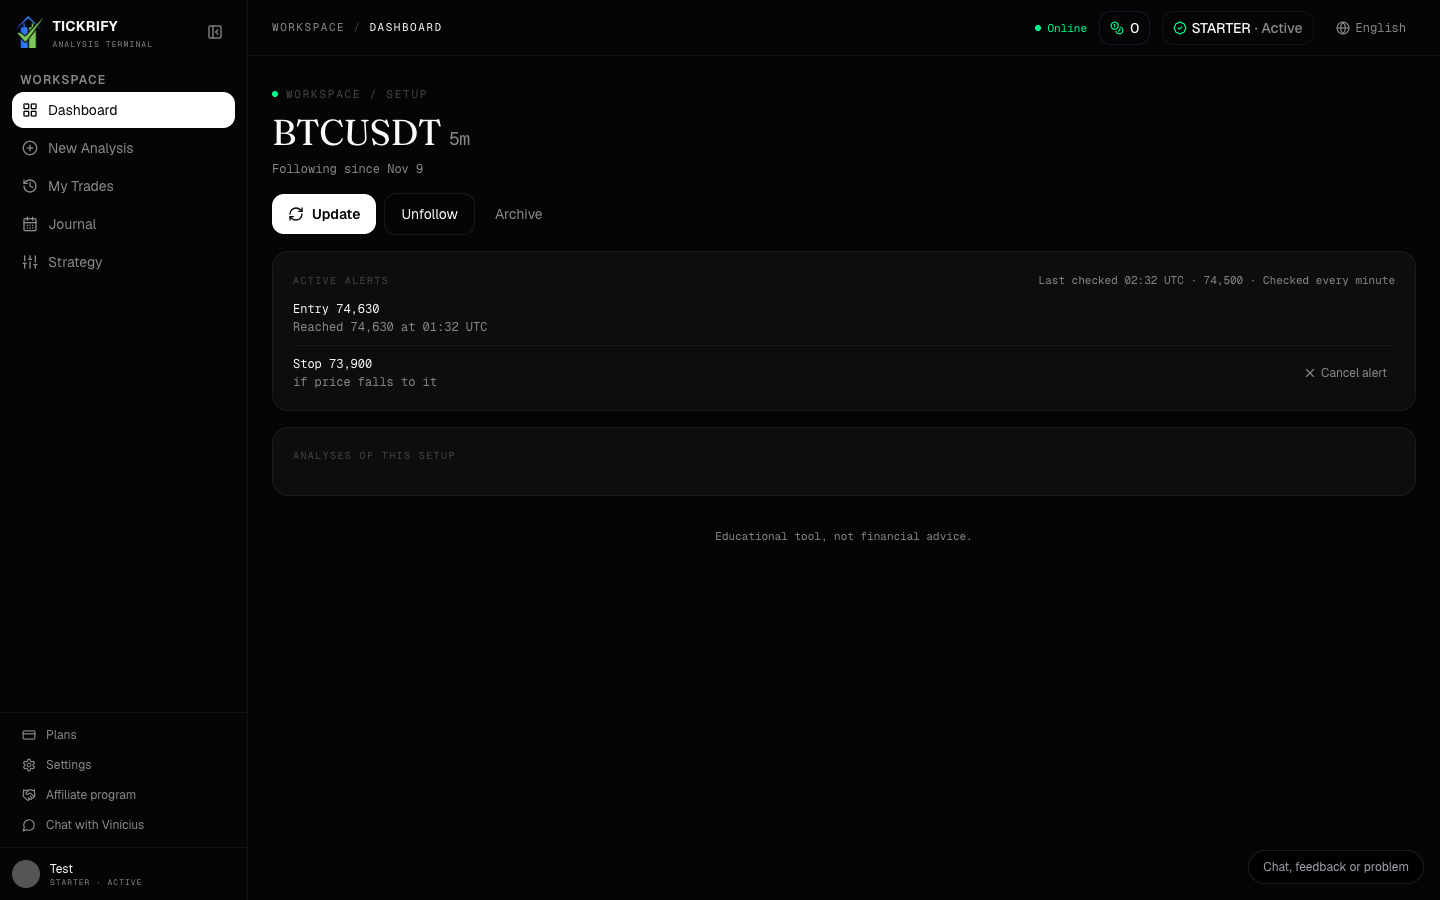 TICKRIFY
ANALYSIS TERMINAL
WORKSPACE
Dashboard
New Analysis
My Trades
Journal
Strategy
Plans
Settings
Affiliate program
Chat with Vinícius
Test
STARTER · ACTIVE
WORKSPACE / DASHBOARD
Online
0
STARTER · Active
English
WORKSPACE / SETUP
BTCUSDT 5m
Following since Nov 9
Update
Unfollow
Archive
ACTIVE ALERTS
Last checked 02:32 UTC · 74,500 · Checked every minute
Entry 74,630
Reached 74,630 at 01:32 UTC
Stop 73,900
if price falls to it
Cancel alert
ANALYSES OF THIS SETUP
Educational tool, not financial advice.
Chat, feedback or problem